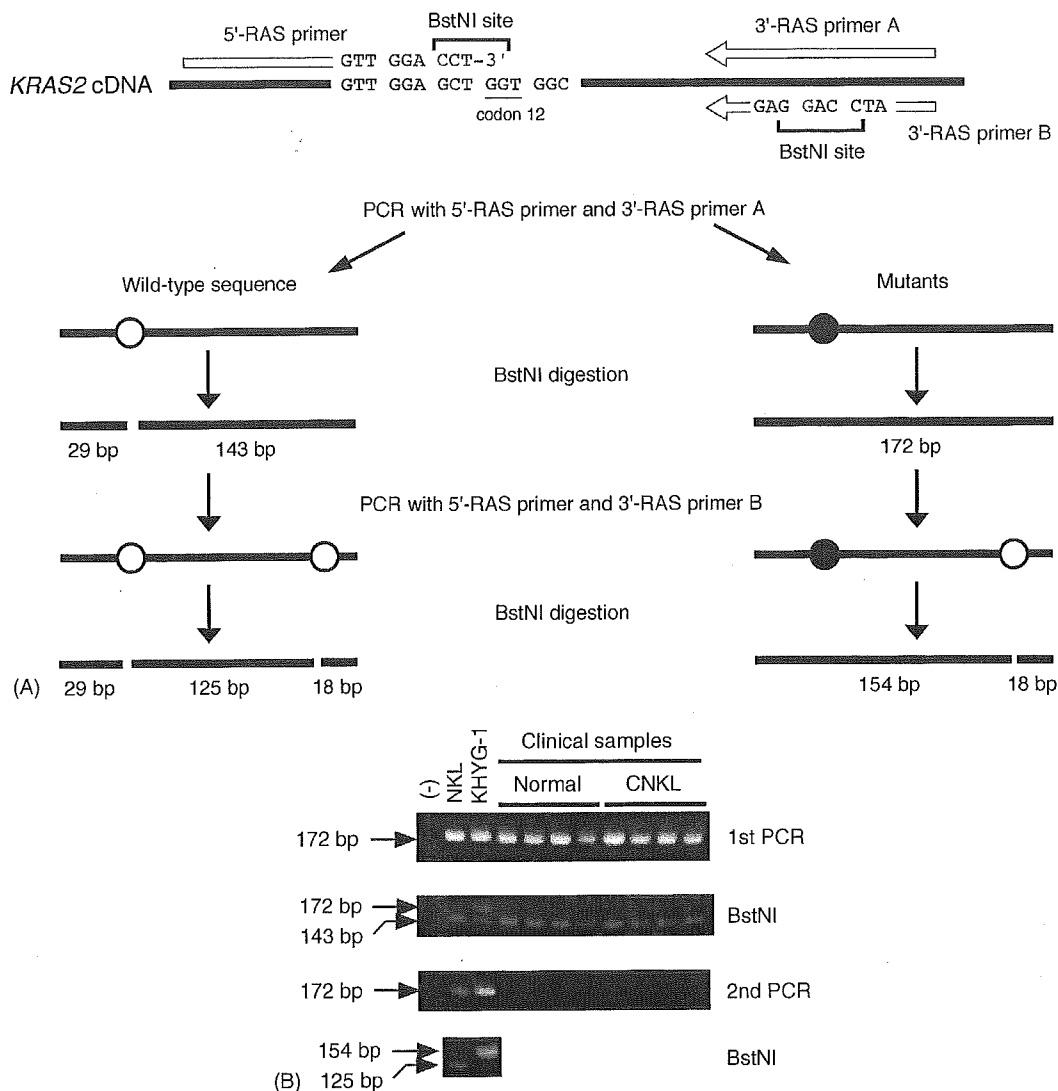 BstNI site
5'-RAS primer
3'-RAS primer A
GTT GGA CCT-3'
KRAS2 cDNA
GTT GGA GCT GGT GGC
codon 12
GAG GAC CTA
3'-RAS primer B
BstNI site
PCR with 5'-RAS primer and 3'-RAS primer A
Wild-type sequence
Mutants
BstNI digestion
29 bp
143 bp
172 bp
PCR with 5'-RAS primer and 3'-RAS primer B
BstNI digestion
(A)
29 bp
125 bp
18 bp
154 bp
18 bp
(-)
NKL
KHYG-1
Clinical samples
Normal
CNKL
172 bp
1st PCR
172 bp
143 bp
BstNI
172 bp
2nd PCR
154 bp
125 bp
BstNI
(B)